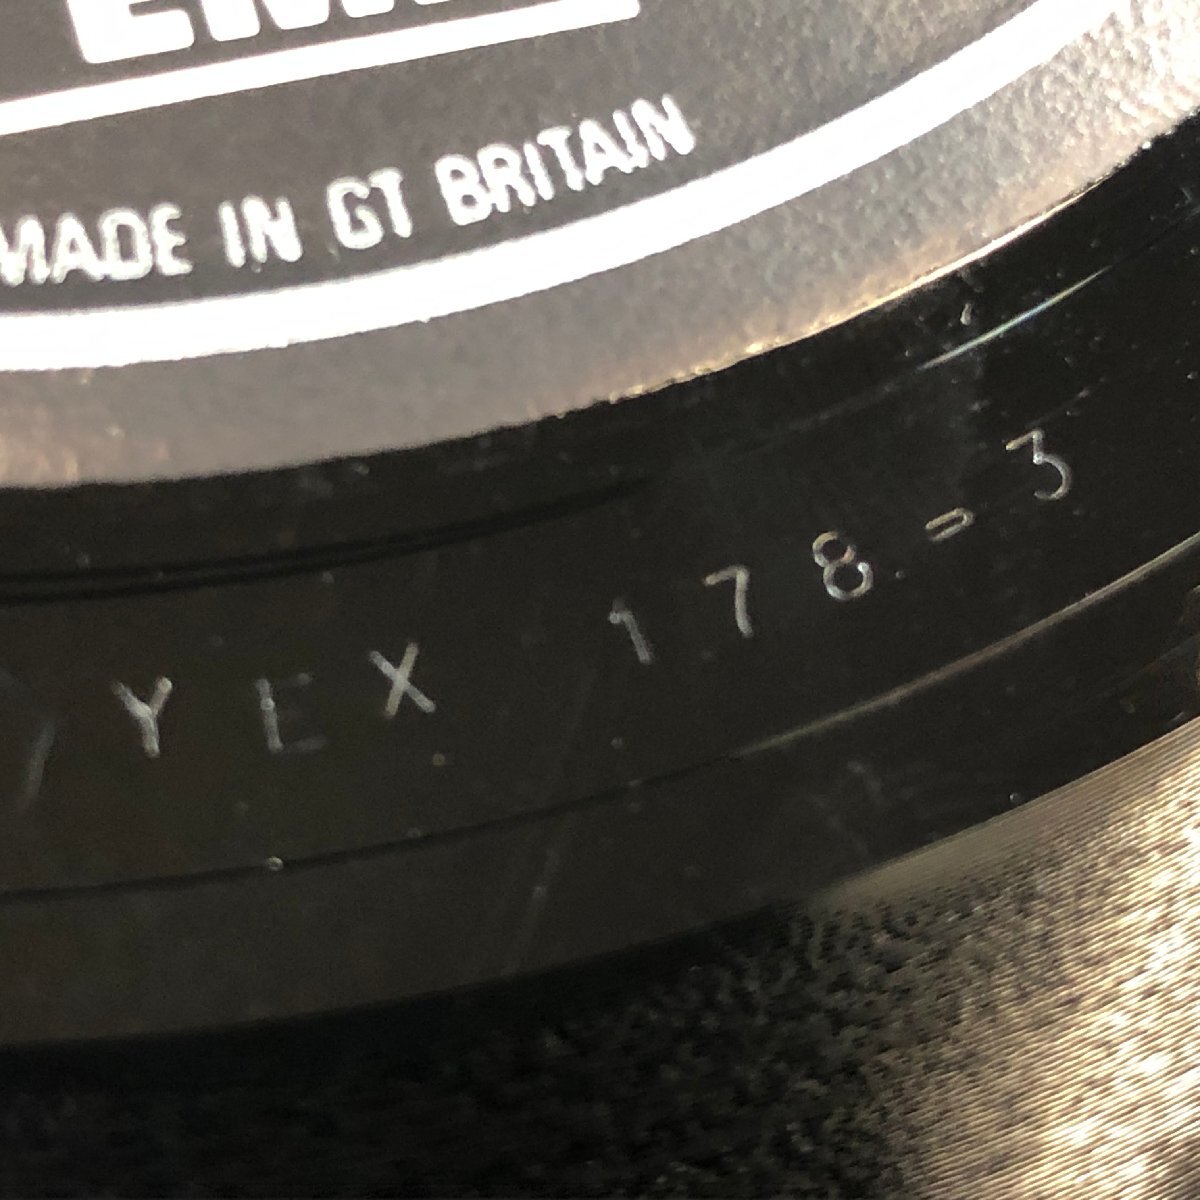 MADE IN GT BRITAIN
YEX 178-3